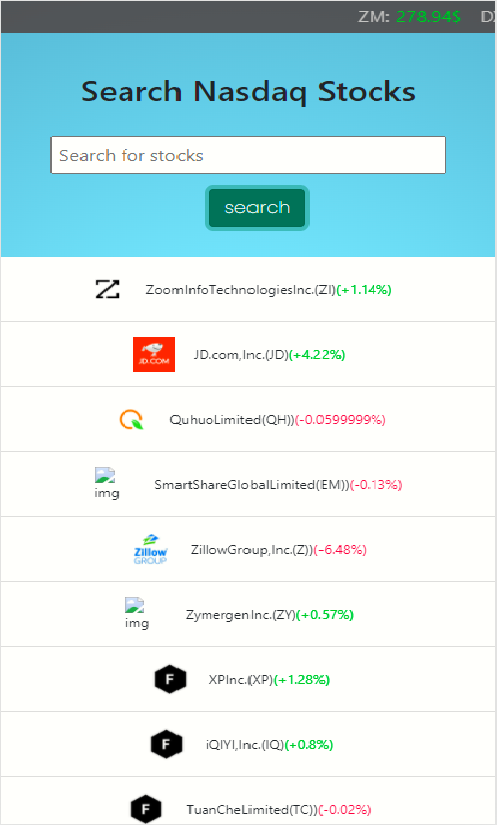 ZM: 278.94$
Search Nasdaq Stocks
Search for stocks
search
ZoomInfoTechnologiesInc.(ZI)(+1.14%)
JD.COM
JD.com,Inc.(JD)(+4.22%)
QuhuoLimited(QH))(-0.0599999%)
img
SmartShareGlobalLimited(EM))(-0.13%)
Zillow
GROUP
ZillowGroup,Inc.(Z))(-6.48%)
img
ZymergenInc.(ZY)(+0.57%)
F
XPInc.(XP)(+1.28%)
F
iQIYI,Inc.(IQ)(+0.8%)
F
TuanCheLiimited(TC))(-0.02%)